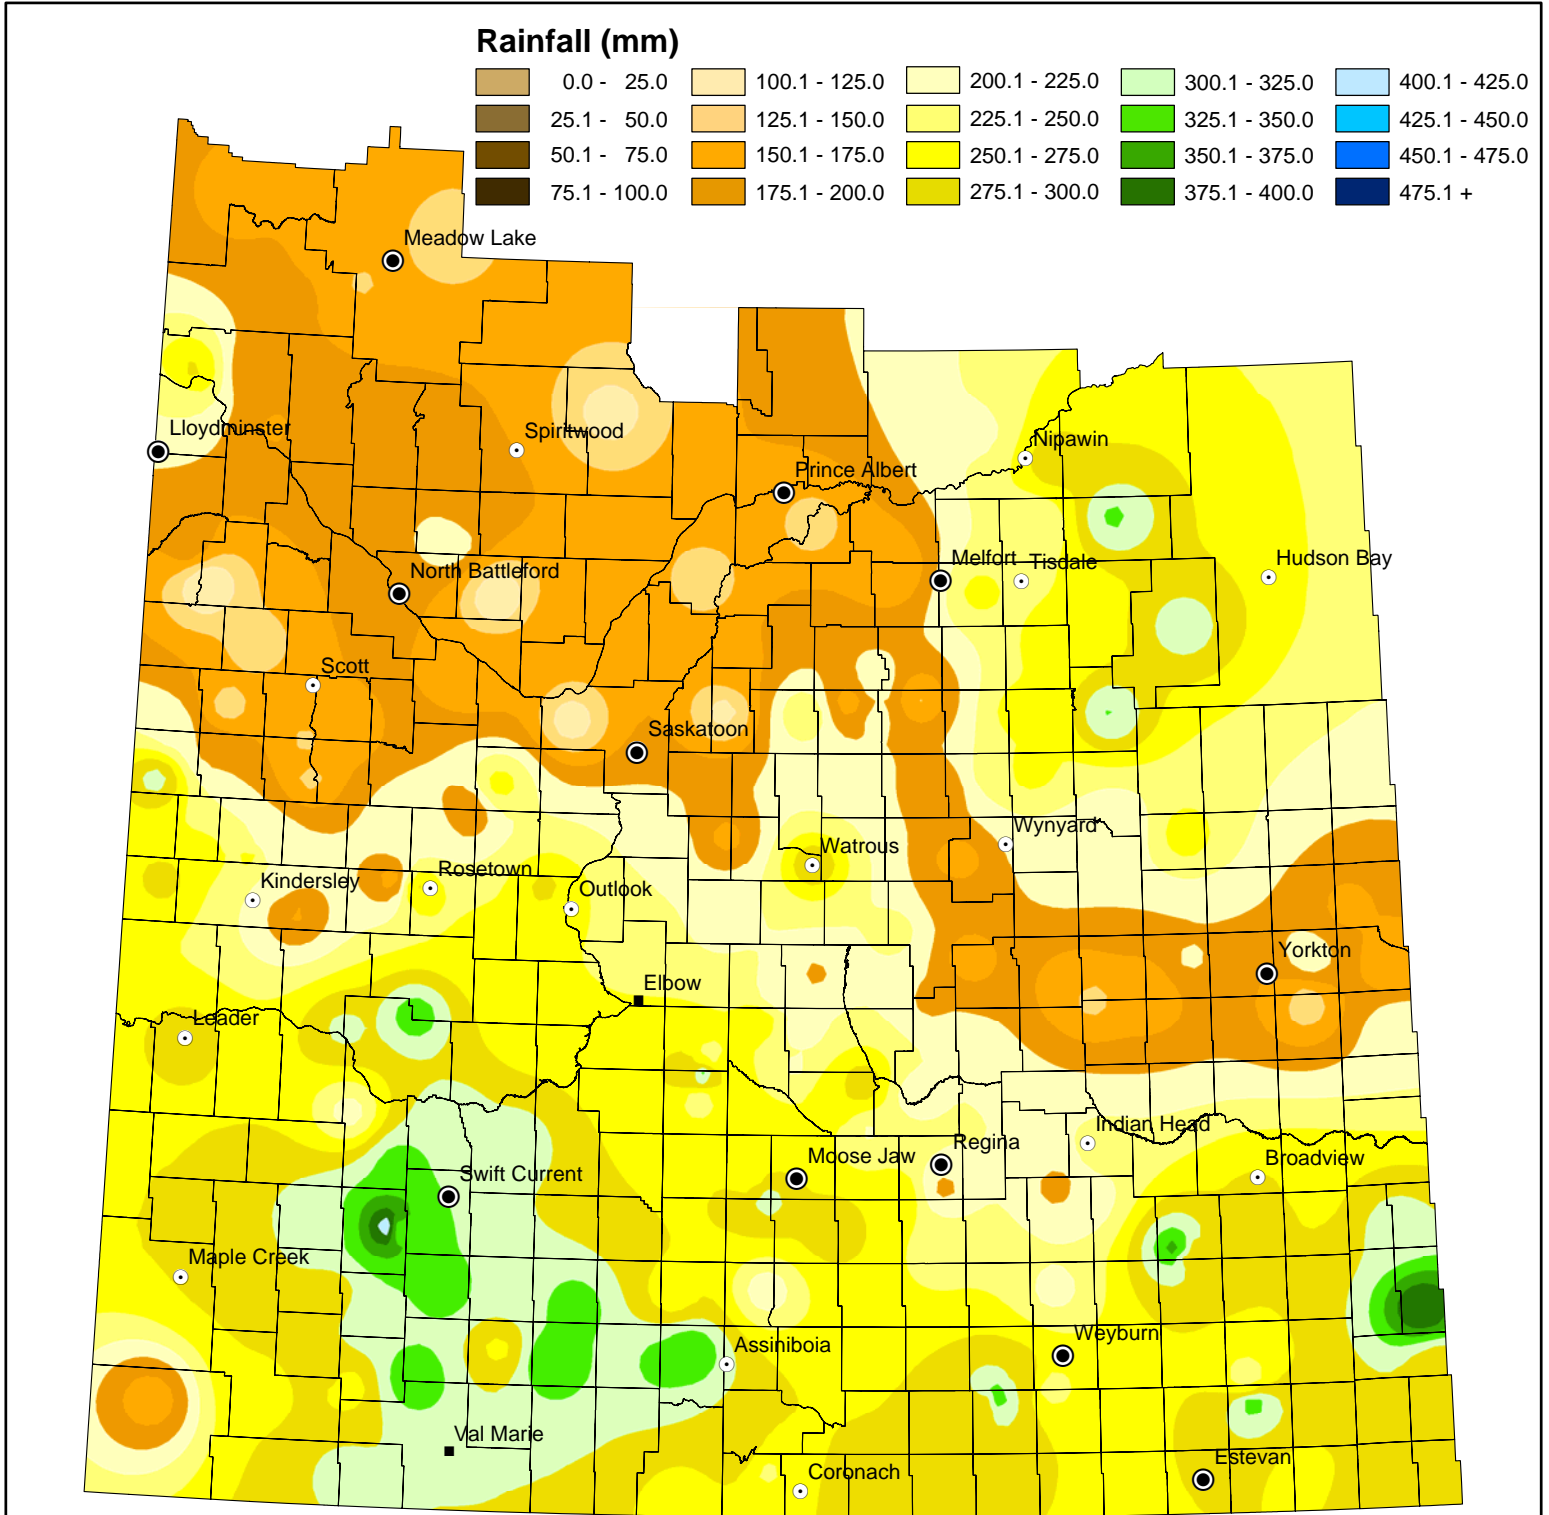 Rainfall (mm)
0.0 - 25.0
25.1 - 50.0
50.1 - 75.0
75.1 - 100.0
100.1 - 125.0
125.1 - 150.0
150.1 - 175.0
175.1 - 200.0
200.1 - 225.0
225.1 - 250.0
250.1 - 275.0
275.1 - 300.0
300.1 - 325.0
325.1 - 350.0
350.1 - 375.0
375.1 - 400.0
400.1 - 425.0
425.1 - 450.0
450.1 - 475.0
475.1 +
Meadow Lake
Lloydminster
Spiritwood
Nipawin
Prince Albert
Melfort
Tisdale
Hudson Bay
North Battleford
Scott
Saskatoon
Wynyard
Watrous
Rosetown
Kindersley
Outlook
Yorkton
Elbow
Leader
Indian Head
Regina
Moose Jaw
Broadview
Swift Current
Maple Creek
Weyburn
Assiniboia
Val Marie
Estevan
Coronach